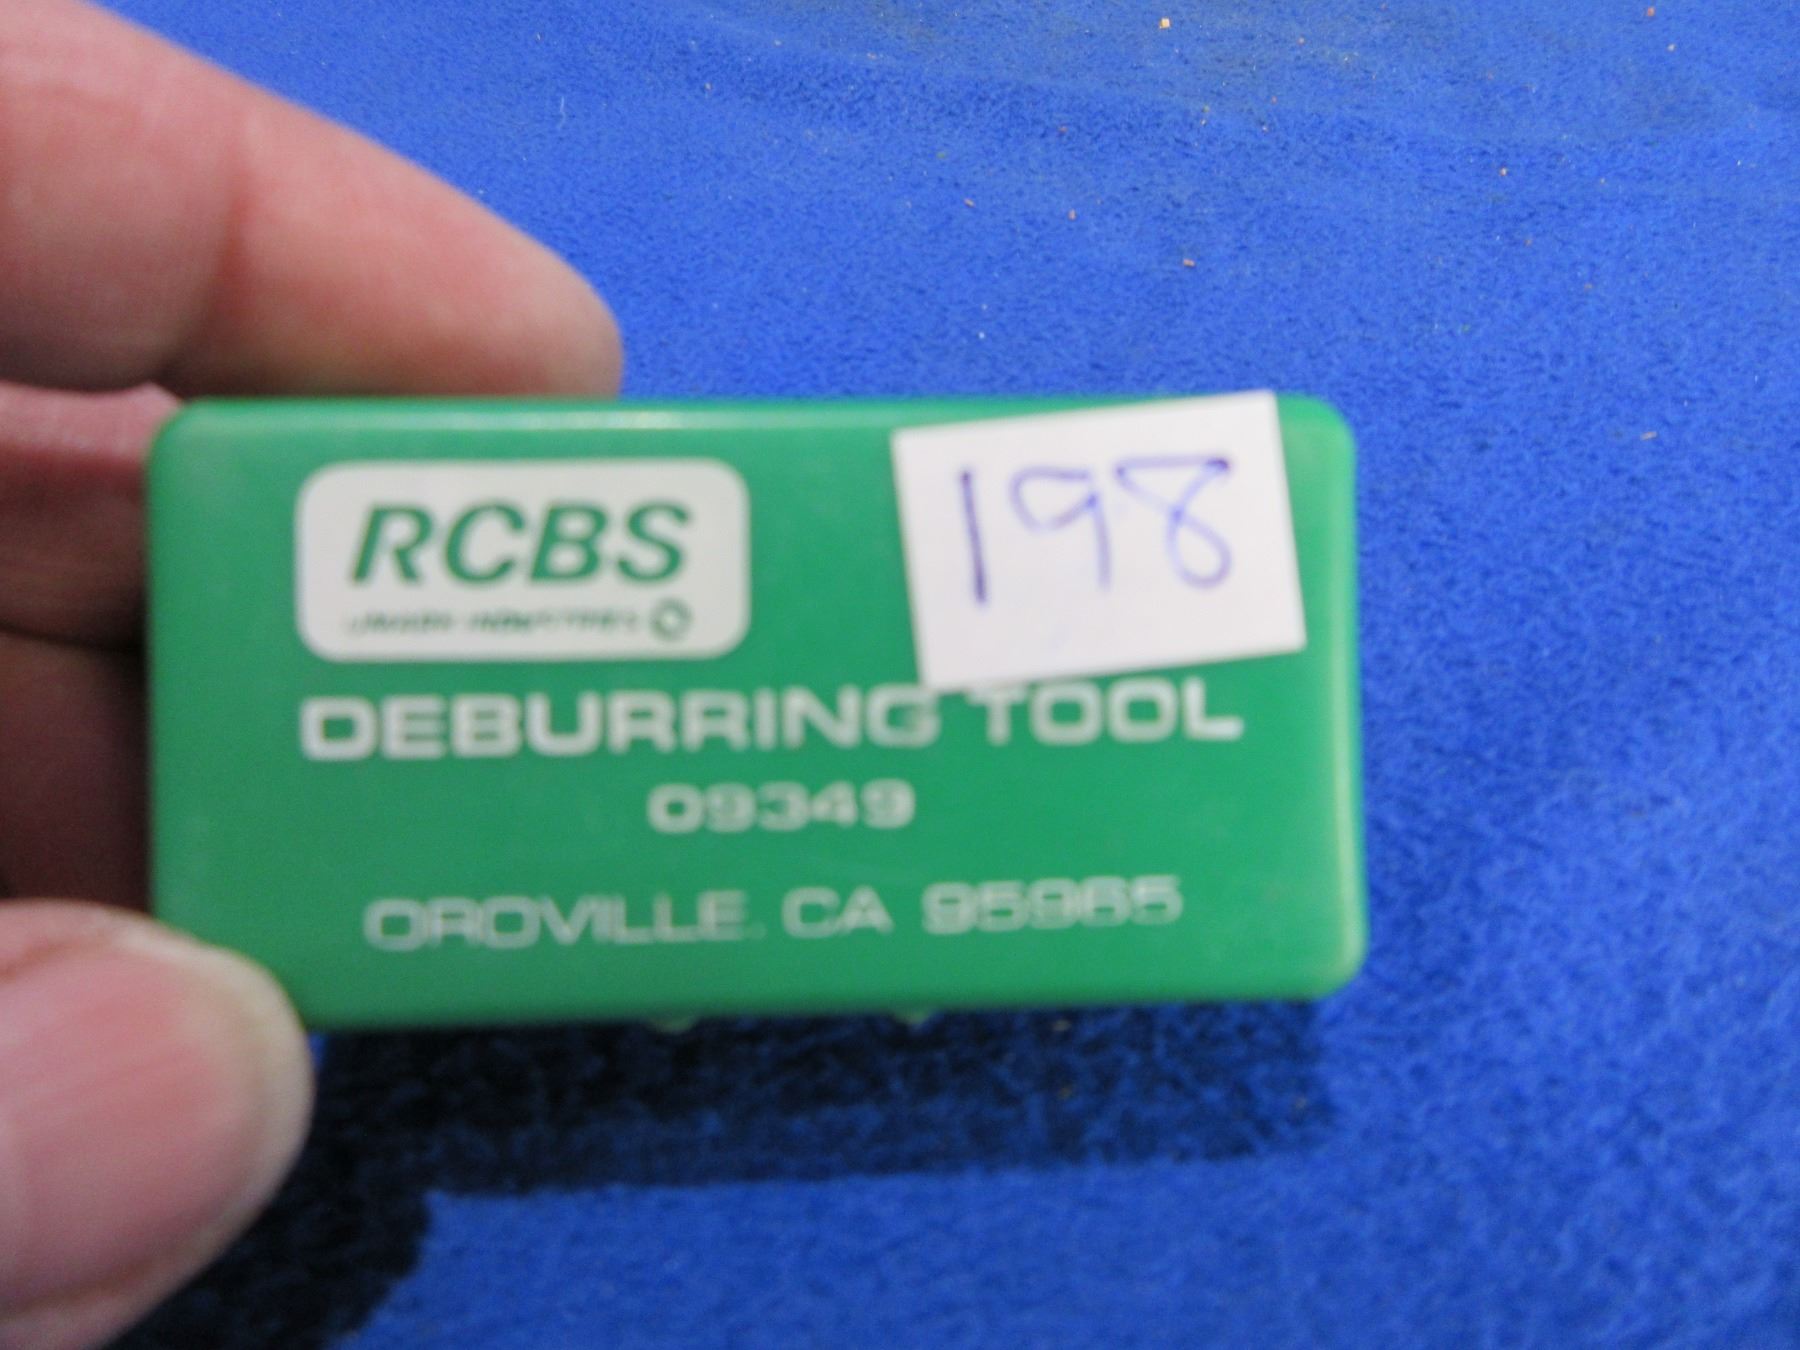 RCBS
198
DEBURRING TOOL
09349
OROVILLE, CA 95965